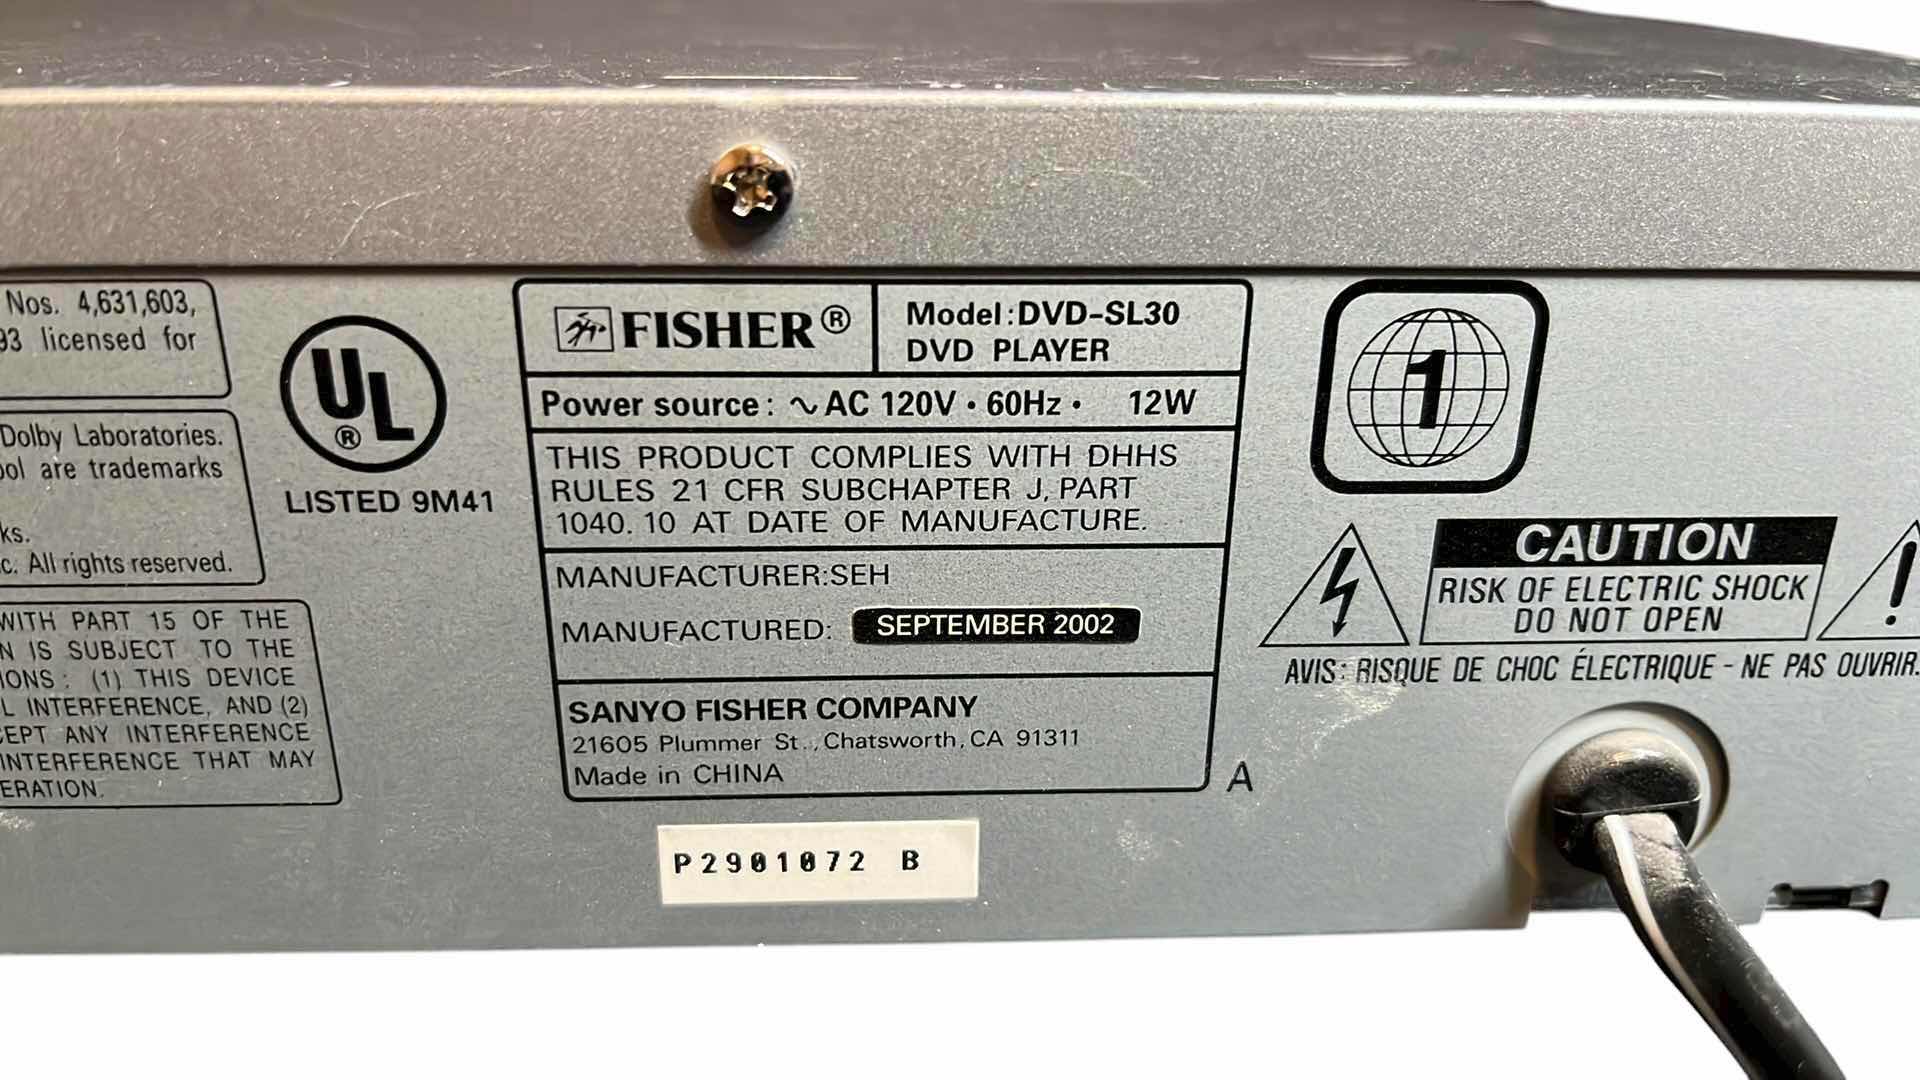 Nos. 4,631,603,
93 licensed for
Dolby Laboratories.
ol are trademarks
ks.
c. All rights reserved.
WITH PART 15 OF THE
N IS SUBJECT TO THE
IONS : (1) THIS DEVICE
L INTERFERENCE, AND (2)
CEPT ANY INTERFERENCE
INTERFERENCE THAT MAY
ERATION.
UL®
LISTED 9M41
FISHER®
Model:DVD-SL30
DVD PLAYER
Power source: ∿AC 120V • 60Hz • 12W
THIS PRODUCT COMPLIES WITH DHHS
RULES 21 CFR SUBCHAPTER J, PART
1040.10 AT DATE OF MANUFACTURE.
MANUFACTURER:SEH
MANUFACTURED: SEPTEMBER 2002
SANYO FISHER COMPANY
21605 Plummer St., Chatsworth, CA 91311
Made in CHINA
A
P2901072 B
1
CAUTION
RISK OF ELECTRIC SHOCK
DO NOT OPEN
!
AVIS: RISQUE DE CHOC ÉLECTRIQUE - NE PAS OUVRIR.